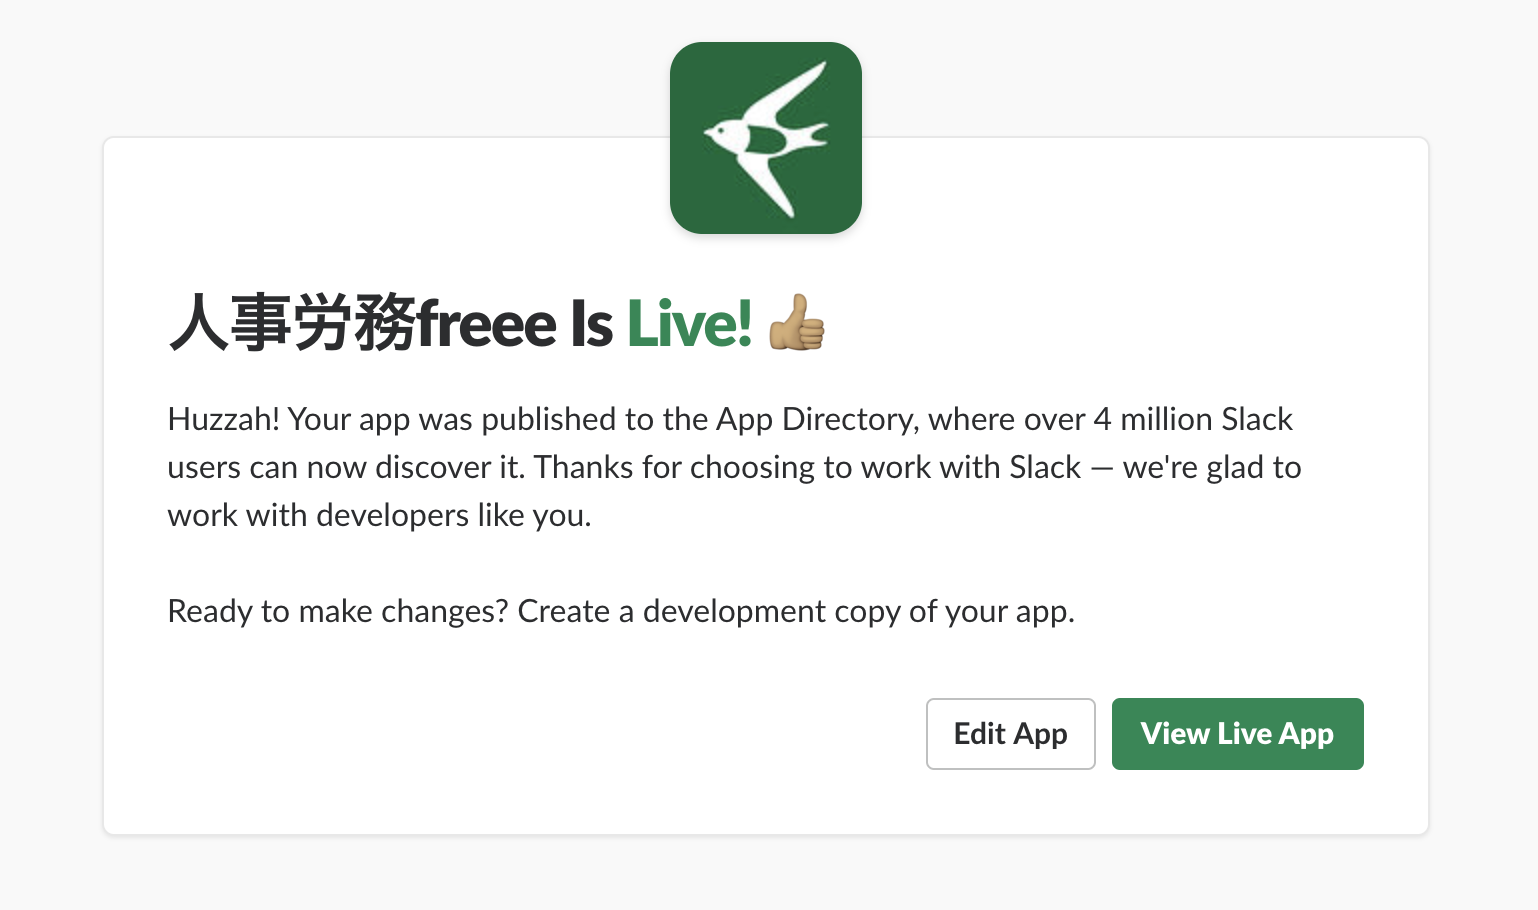 人事労務freee Is Live! 👍🏽
Huzzah! Your app was published to the App Directory, where over 4 million Slack
users can now discover it. Thanks for choosing to work with Slack — we're glad to
work with developers like you.
Ready to make changes? Create a development copy of your app.
Edit App
View Live App